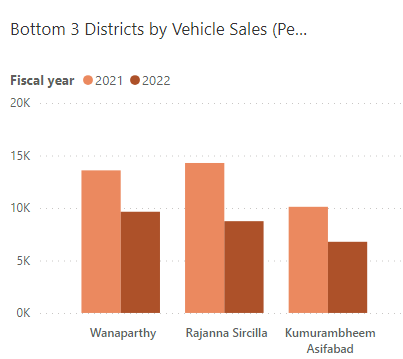 Bottom 3 Districts by Vehicle Sales (Pe...
Fiscal year 2021 2022
20K
15K
10K
5K
0K
Wanaparthy Rajanna Sircilla Kumurambheem
Asifabad